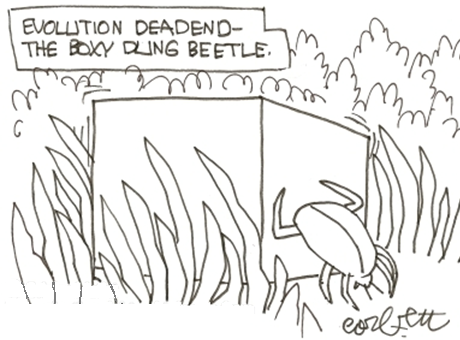 EVOLUTION DEADEND—
THE BOXY DUNG BEETLE.
corbett